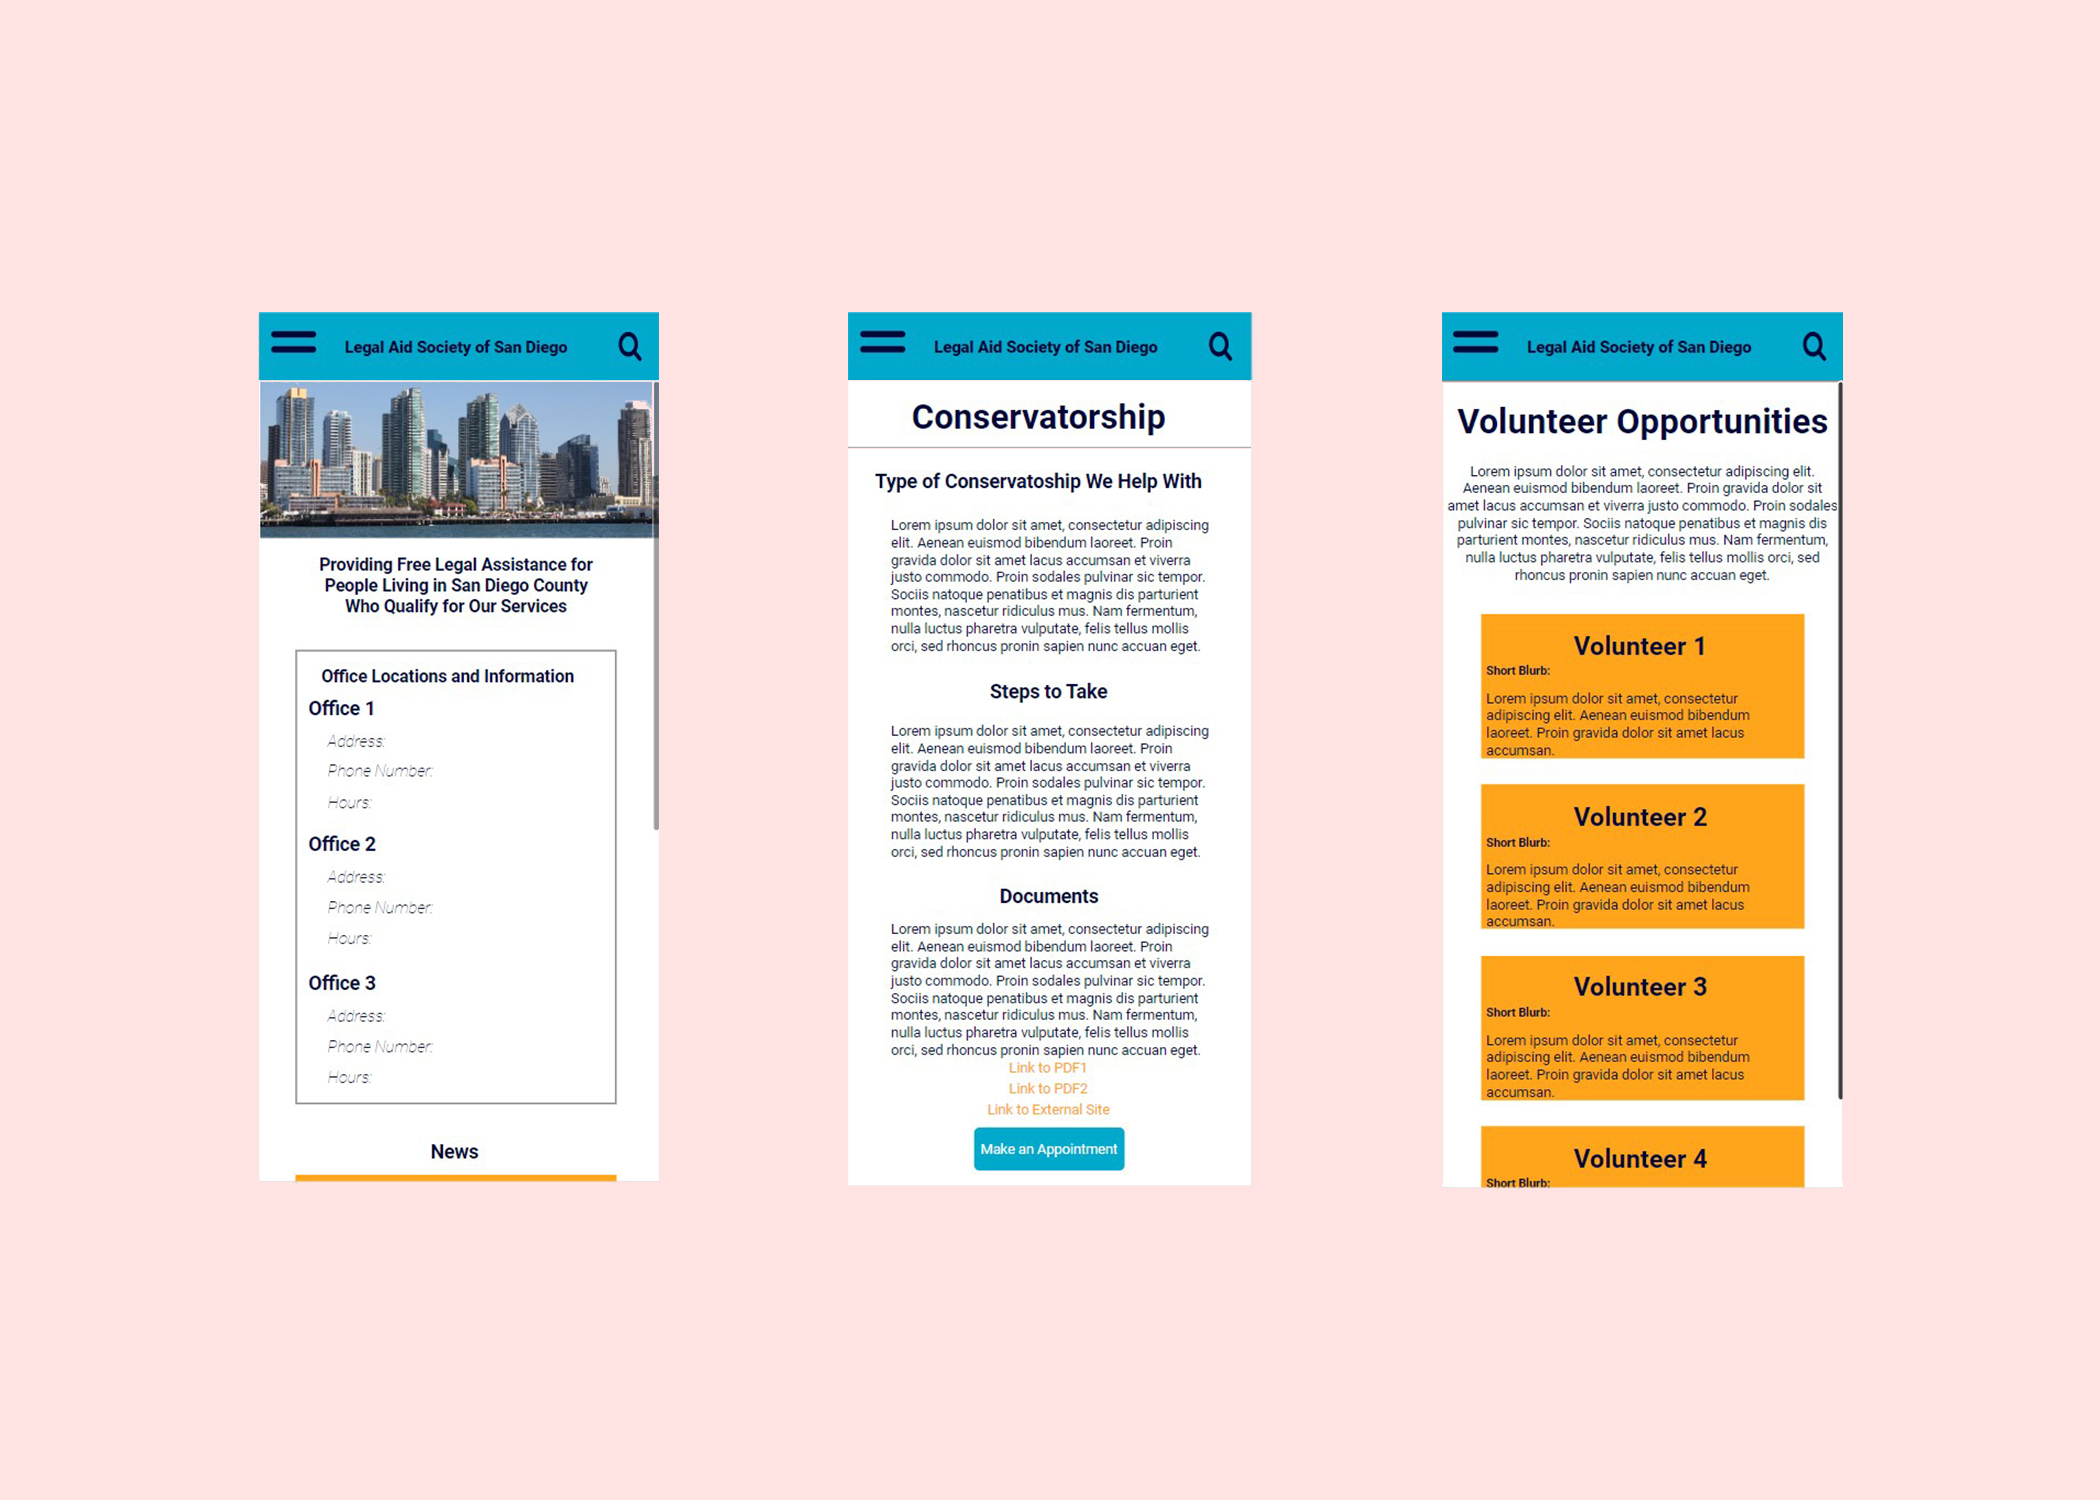 Legal Aid Society of San Diego
Providing Free Legal Assistance for
People Living in San Diego County
Who Qualify for Our Services
Office Locations and Information
Office 1
Address:
Phone Number:
Hours:
Office 2
Address:
Phone Number:
Hours:
Office 3
Address:
Phone Number:
Hours:
News
Legal Aid Society of San Diego
Conservatorship
Type of Conservatoship We Help With
Lorem ipsum dolor sit amet, consectetur adipiscing
elit. Aenean euismod bibendum laoreet. Proin
gravida dolor sit amet lacus accumsan et viverra
justo commodo. Proin sodales pulvinar sic tempor.
Sociis natoque penatibus et magnis dis parturient
montes, nascetur ridiculus mus. Nam fermentum,
nulla luctus pharetra vulputate, felis tellus mollis
orci, sed rhoncus pronin sapien nunc accuan eget.
Steps to Take
Lorem ipsum dolor sit amet, consectetur adipiscing
elit. Aenean euismod bibendum laoreet. Proin
gravida dolor sit amet lacus accumsan et viverra
justo commodo. Proin sodales pulvinar sic tempor.
Sociis natoque penatibus et magnis dis parturient
montes, nascetur ridiculus mus. Nam fermentum,
nulla luctus pharetra vulputate, felis tellus mollis
orci, sed rhoncus pronin sapien nunc accuan eget.
Documents
Lorem ipsum dolor sit amet, consectetur adipiscing
elit. Aenean euismod bibendum laoreet. Proin
gravida dolor sit amet lacus accumsan et viverra
justo commodo. Proin sodales pulvinar sic tempor.
Sociis natoque penatibus et magnis dis parturient
montes, nascetur ridiculus mus. Nam fermentum,
nulla luctus pharetra vulputate, felis tellus mollis
orci, sed rhoncus pronin sapien nunc accuan eget.
Link to PDF1
Link to PDF2
Link to External Site
Make an Appointment
Legal Aid Society of San Diego
Volunteer Opportunities
Lorem ipsum dolor sit amet, consectetur adipiscing elit.
Aenean euismod bibendum laoreet. Proin gravida dolor sit
amet lacus accumsan et viverra justo commodo. Proin sodales
pulvinar sic tempor. Sociis natoque penatibus et magnis dis
parturient montes, nascetur ridiculus mus. Nam fermentum,
nulla luctus pharetra vulputate, felis tellus mollis orci, sed
rhoncus pronin sapien nunc accuan eget.
Volunteer 1
Short Blurb:
Lorem ipsum dolor sit amet, consectetur
adipiscing elit. Aenean euismod bibendum
laoreet. Proin gravida dolor sit amet lacus
accumsan.
Volunteer 2
Short Blurb:
Lorem ipsum dolor sit amet, consectetur
adipiscing elit. Aenean euismod bibendum
laoreet. Proin gravida dolor sit amet lacus
accumsan.
Volunteer 3
Short Blurb:
Lorem ipsum dolor sit amet, consectetur
adipiscing elit. Aenean euismod bibendum
laoreet. Proin gravida dolor sit amet lacus
accumsan.
Volunteer 4
Short Blurb: